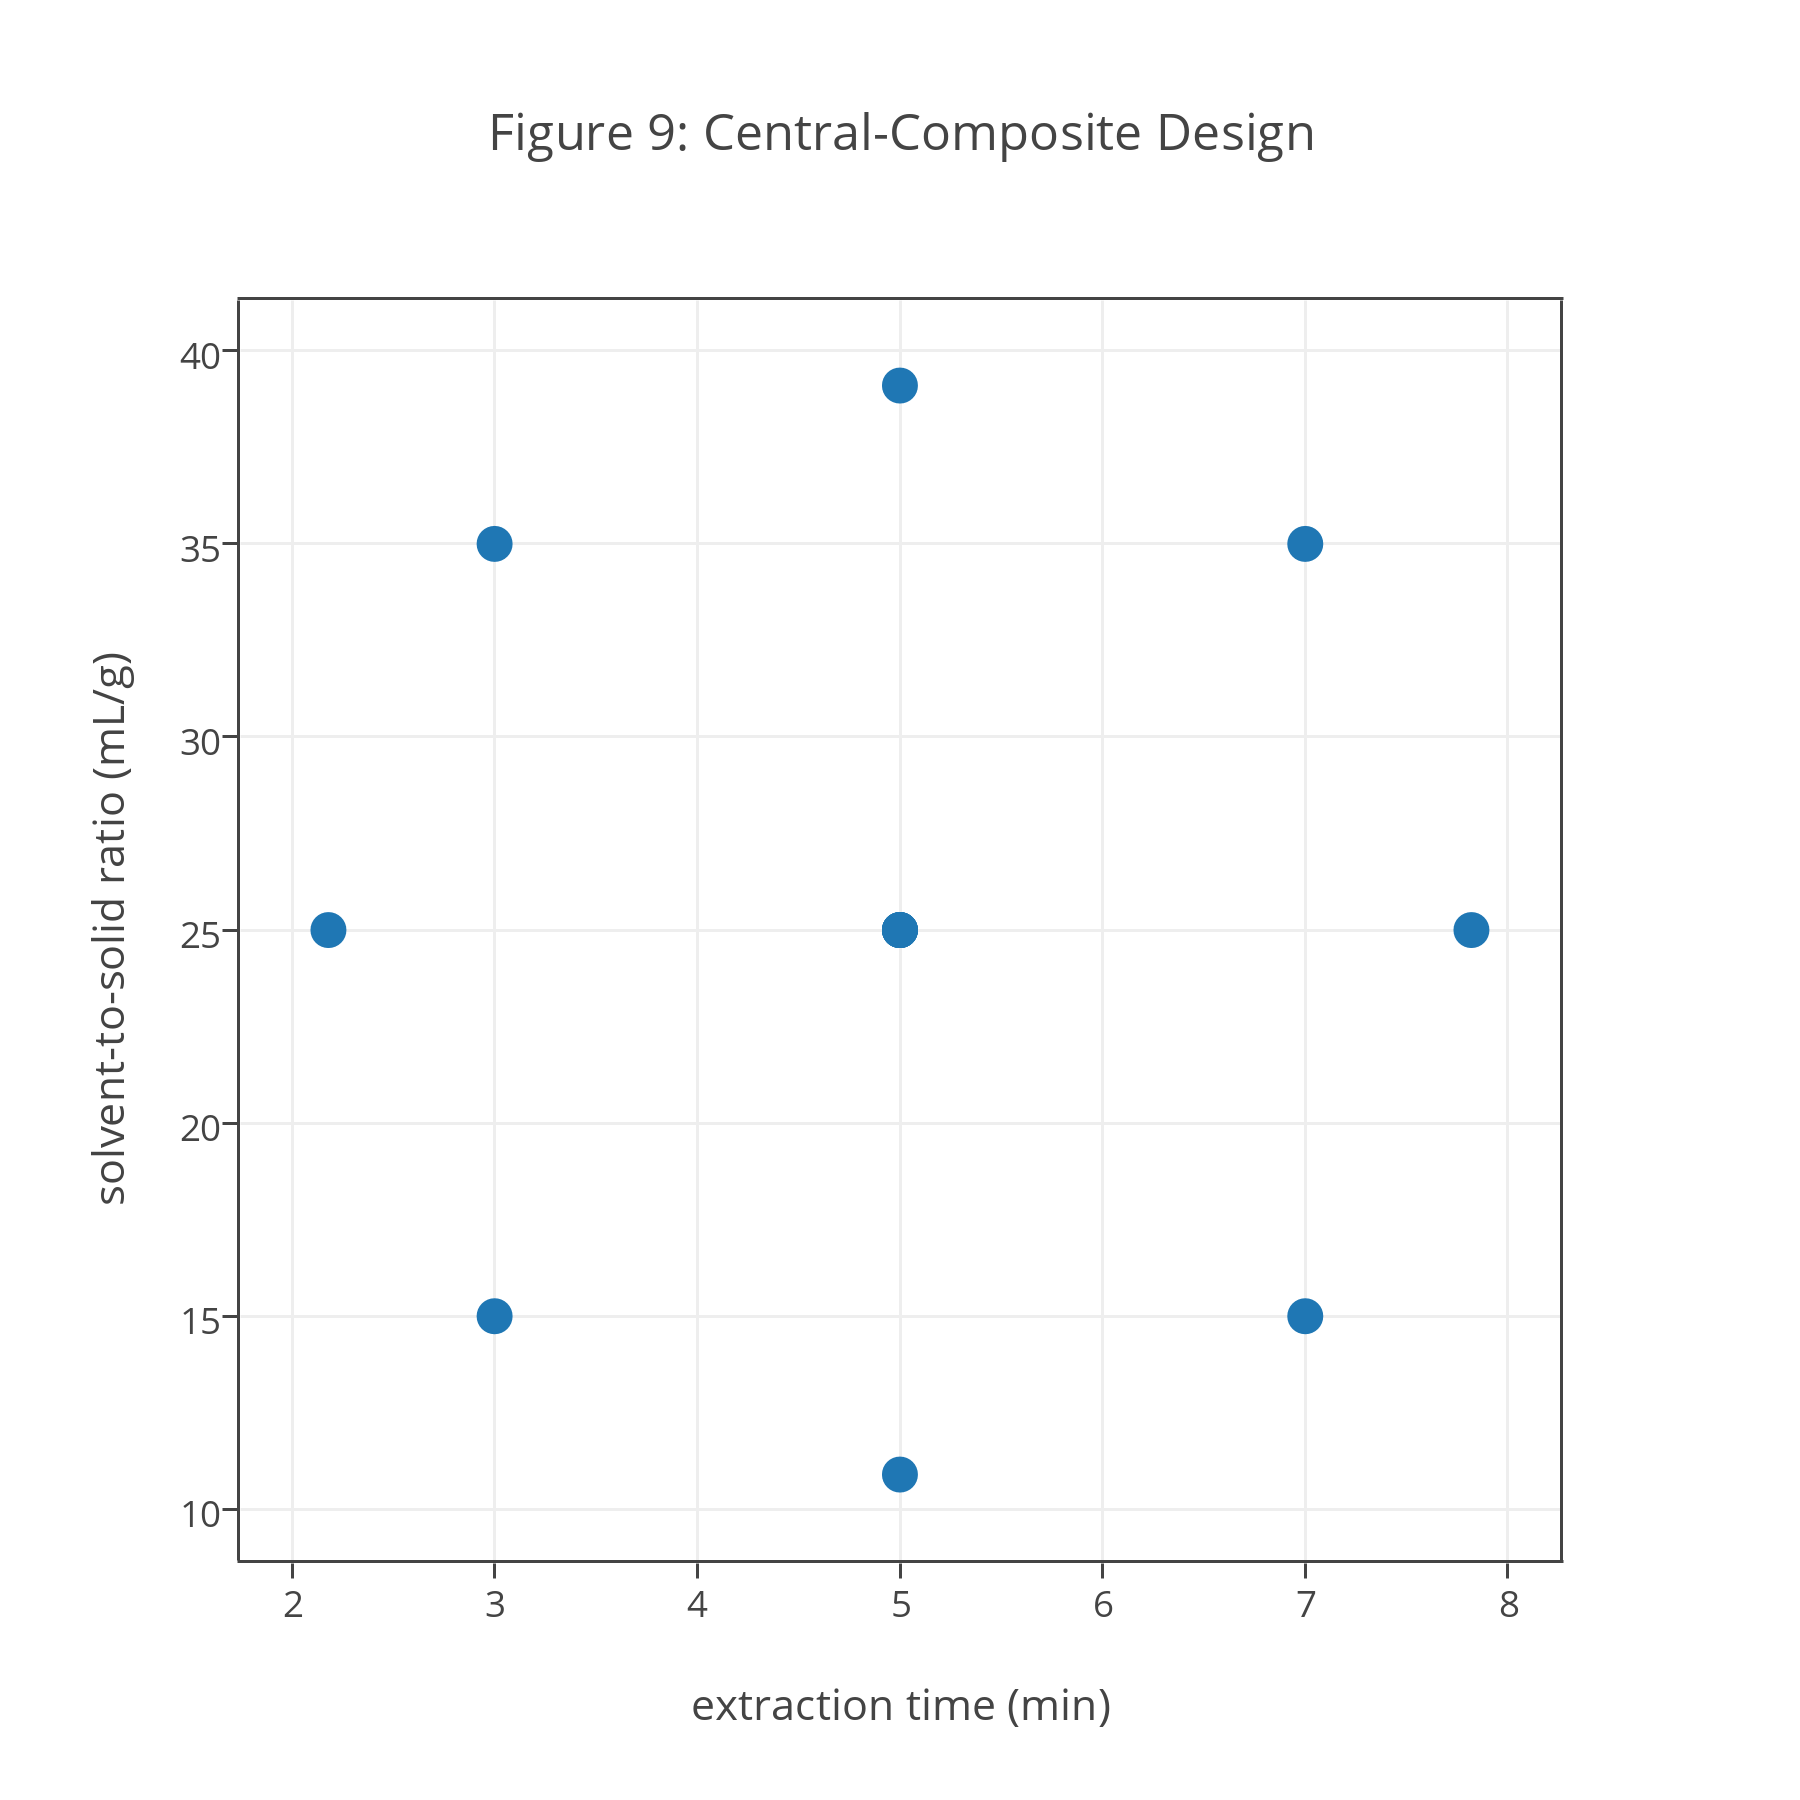 Figure 9: Central-Composite Design
40
35
30
25
20
15
10
solvent-to-solid ratio (mL/g)
2 3 4 5 6 7 8
extraction time (min)